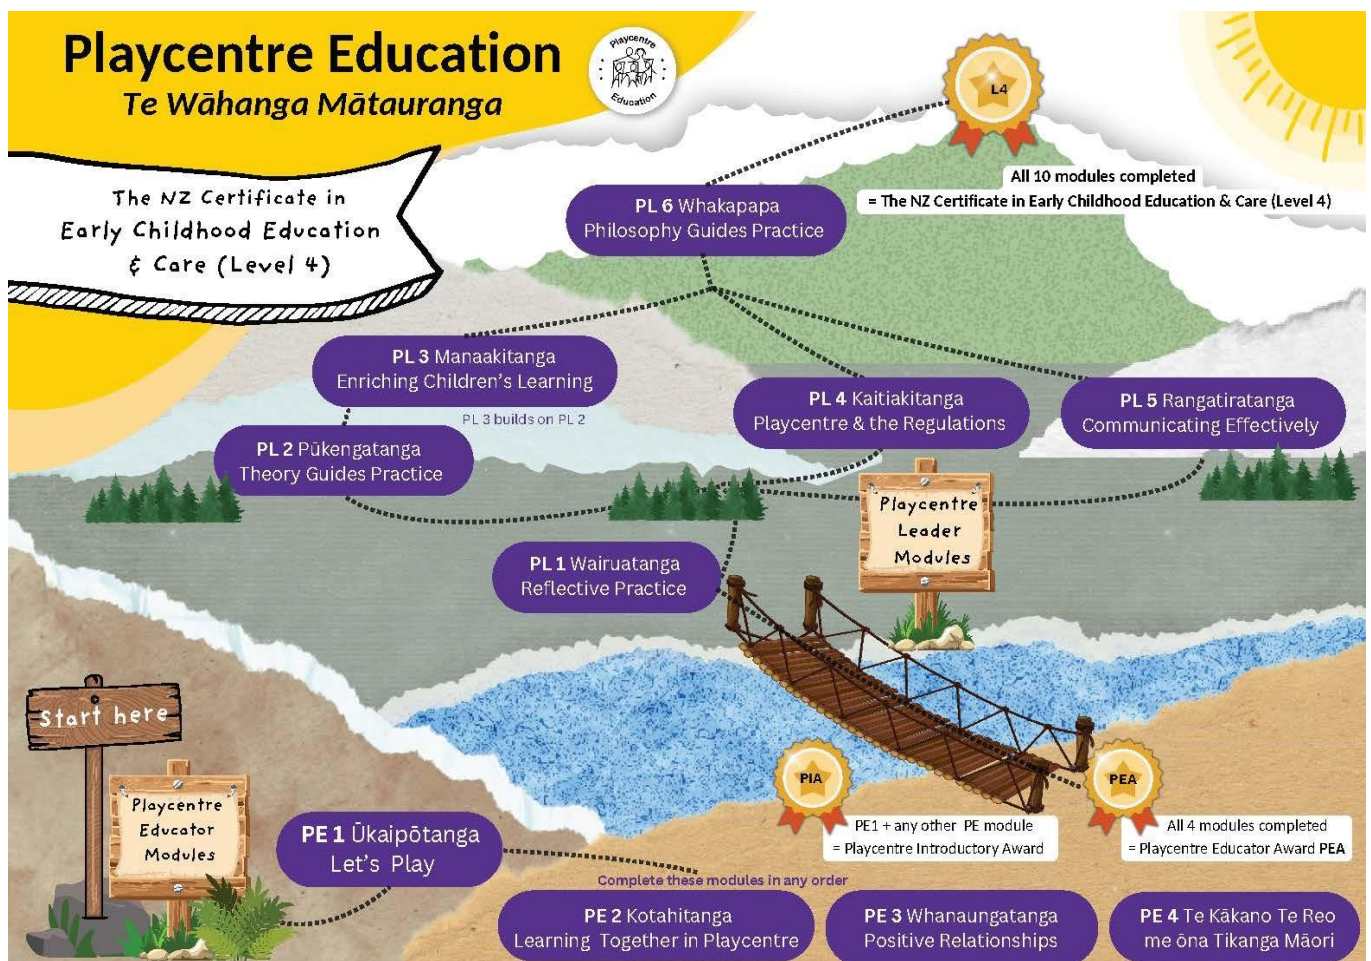 Playcentre Education
Te Wāhanga Mātauranga
Playcentre
Education
L4
The NZ Certificate in
Early Childhood Education
& Care (Level 4)
All 10 modules completed
= The NZ Certificate in Early Childhood Education & Care (Level 4)
PL 6 Whakapapa
Philosophy Guides Practice
PL 3 Manaakitanga
Enriching Children's Learning
PL 3 builds on PL 2
PL 4 Kaitiakitanga
Playcentre & the Regulations
PL 5 Rangatiratanga
Communicating Effectively
PL 2 Pūkengatanga
Theory Guides Practice
Playcentre
Leader
Modules
PL 1 Wairuatanga
Reflective Practice
Start here
Playcentre
Educator
Modules
PE 1 Ūkaipōtanga
Let's Play
PIA
PE1 + any other PE module
= Playcentre Introductory Award
PEA
All 4 modules completed
= Playcentre Educator Award PEA
Complete these modules in any order
PE 2 Kotahitanga
Learning Together in Playcentre
PE 3 Whanaungatanga
Positive Relationships
PE 4 Te Kākano Te Reo
me ōna Tikanga Māori